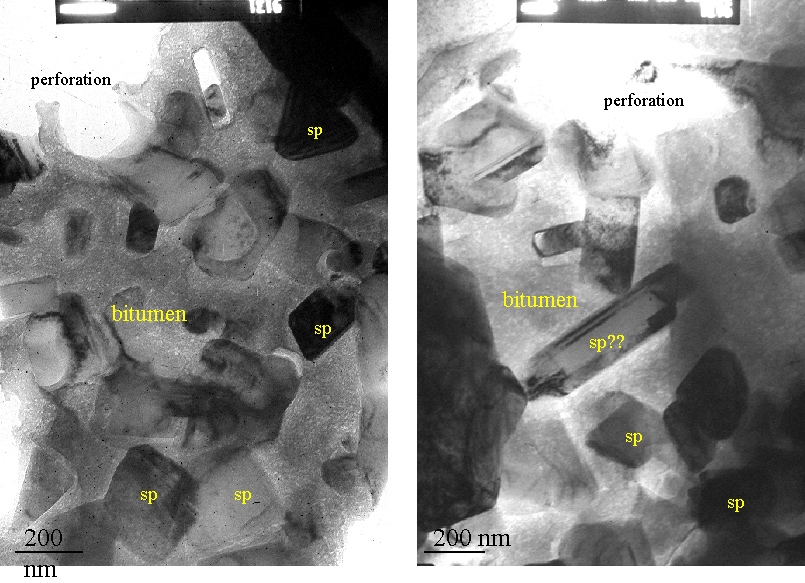 perforation
sp
bitumen
sp
sp
sp
200
nm
perforation
bitumen
sp??
sp
sp
200 nm